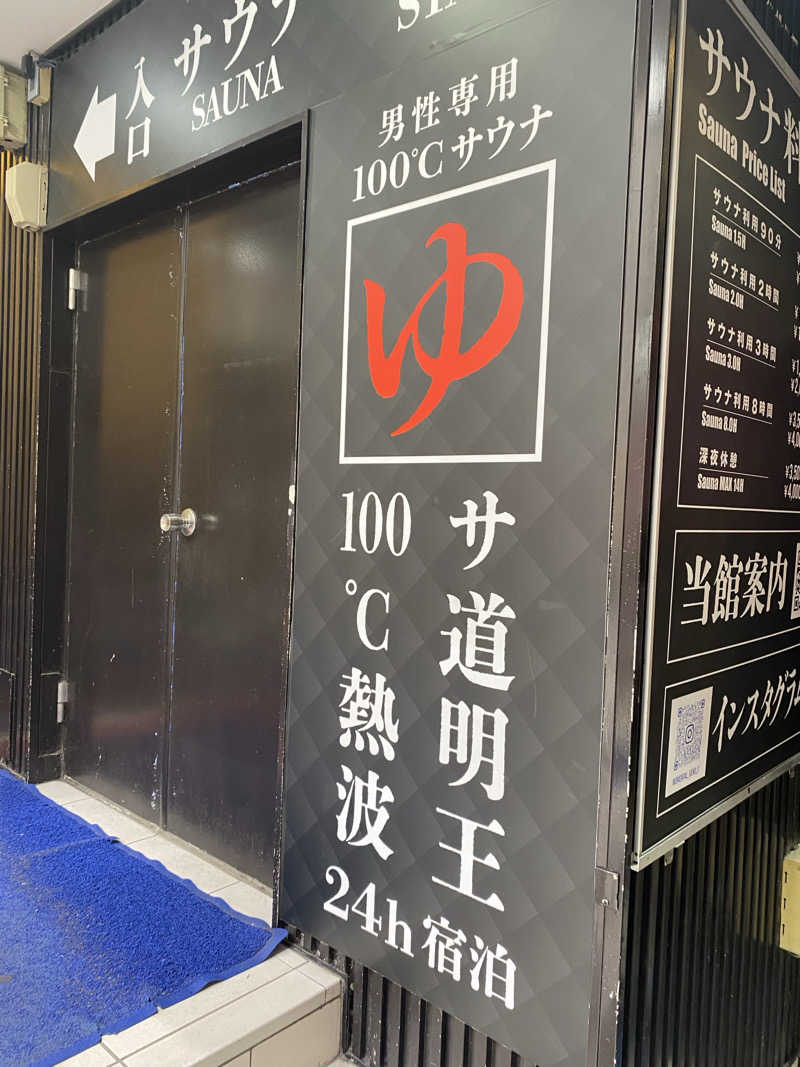 入口
サウナ
SAUNA
男性専用
100℃サウナ
ゆ
サ道明王
100℃熱波
24h宿泊
サウナ料
Sauna Price List
サウナ利用90分
Sauna 1.5H
サウナ利用2時間
Sauna 2.0H
サウナ利用3時間
Sauna 3.0H
サウナ利用8時間
Sauna 8.0H
深夜休憩
Sauna MAX 14H
当館案内
インスタグラム